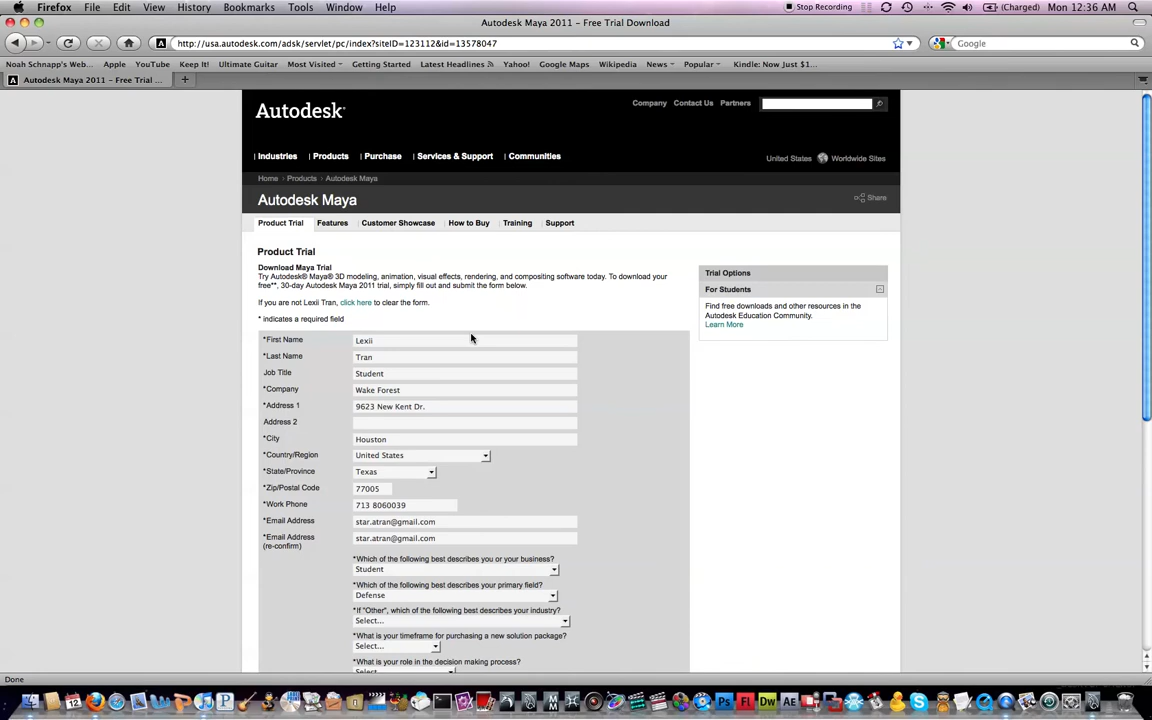 Firefox File Edit View History Bookmarks Tools Window Help Stop Recording (Charged) Mon 12:36 AM
Autodesk Maya 2011 – Free Trial Download
http://usa.autodesk.com/adsk/servlet/pc/index?siteID=123112&id=13578047 Google
Noah Schnapp's Web... Apple YouTube Keep It! Ultimate Guitar Most Visited Getting Started Latest Headlines Yahoo! Google Maps Wikipedia News Popular Kindle: Now Just $1...
Autodesk Maya 2011 – Free Trial ...
Autodesk® Company Contact Us Partners
Industries Products Purchase Services & Support Communities United States Worldwide Sites
Home > Products > Autodesk Maya
Autodesk Maya Share
Product Trial Features Customer Showcase How to Buy Training Support
Product Trial
Download Maya Trial
Try Autodesk® Maya® 3D modeling, animation, visual effects, rendering, and compositing software today. To download your
free**, 30-day Autodesk Maya 2011 trial, simply fill out and submit the form below.
If you are not Lexii Tran, click here to clear the form.
* indicates a required field
Trial Options
For Students
Find free downloads and other resources in the
Autodesk Education Community.
Learn More
*First Name Lexii
*Last Name Tran
Job Title Student
*Company Wake Forest
*Address 1 9623 New Kent Dr.
Address 2
*City Houston
*Country/Region United States
*State/Province Texas
*Zip/Postal Code 77005
*Work Phone 713 8060039
*Email Address star.atran@gmail.com
*Email Address star.atran@gmail.com
(re-confirm)
*Which of the following best describes you or your business?
Student
*Which of the following best describes your primary field?
Defense
*If "Other", which of the following best describes your industry?
Select...
*What is your timeframe for purchasing a new solution package?
Select...
*What is your role in the decision making process?
Select...
Done